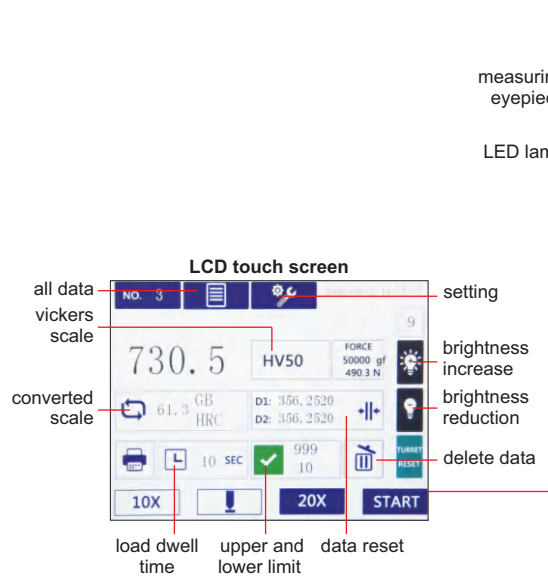 LED
LCD touch screen
all data
setting
vickers
scale
converted
scale
brightness
increase
brightness
reduction
delete data
load dwell
time
upper and
lower limit
data reset
NO. 3
9
730.5
HV50
FORCE
50000 gf
490.3 N
61.3 GB
HRC
D1: 356.2520
D2: 356.2520
10 SEC
999
10
TURRET
RESET
10X
20X
START